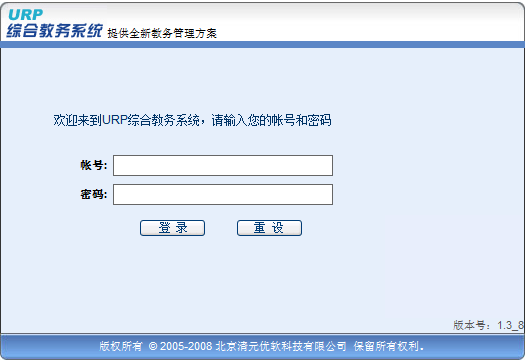 URP
综合教务系统 提供全新教务管理方案
欢迎来到URP综合教务系统，请输入您的帐号和密码
帐号:
密码:
登 录 重 设
版本号：1.3_8
版权所有 © 2005-2008 北京清元优软科技有限公司 保留所有权利。